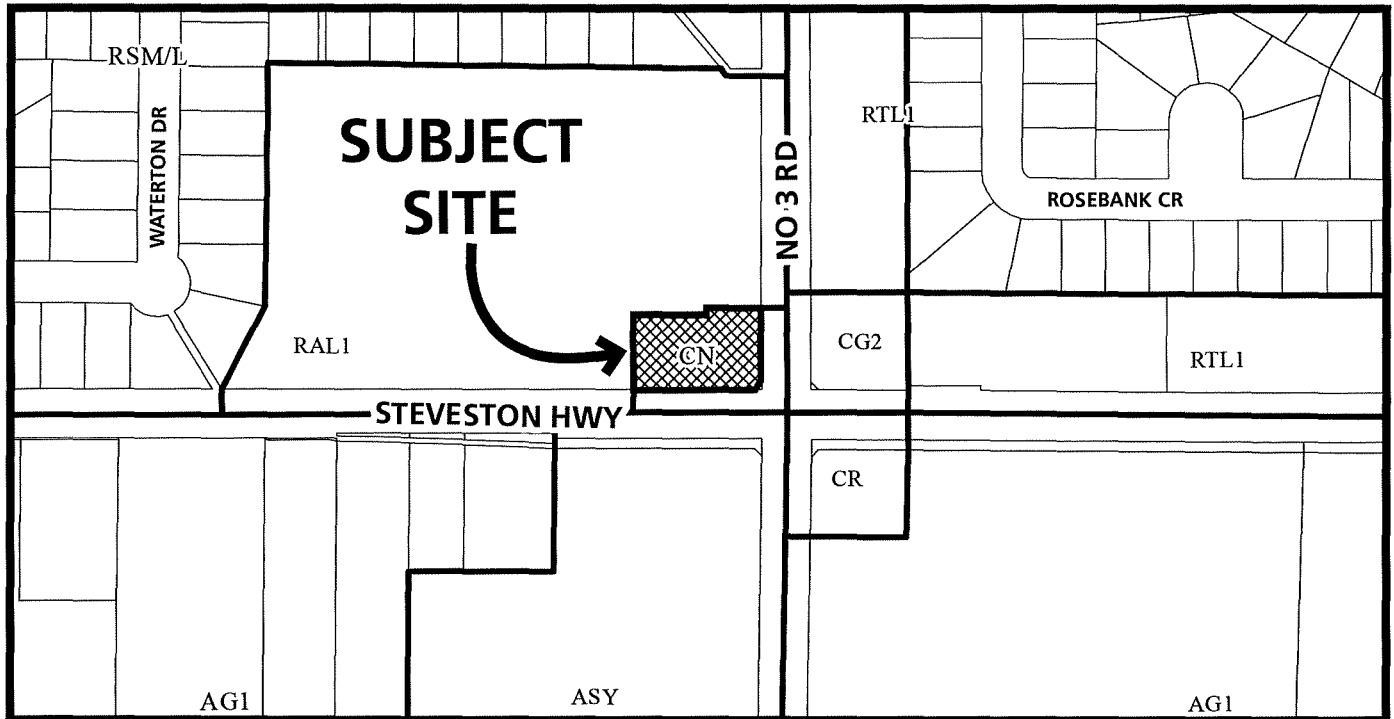 RSM/L
WATERTON DR
SUBJECT
SITE
NO 3 RD
RTL1
ROSEBANK CR
RAL1
CN
CG2
RTL1
STEVESTON HWY
CR
AG1
ASY
AG1